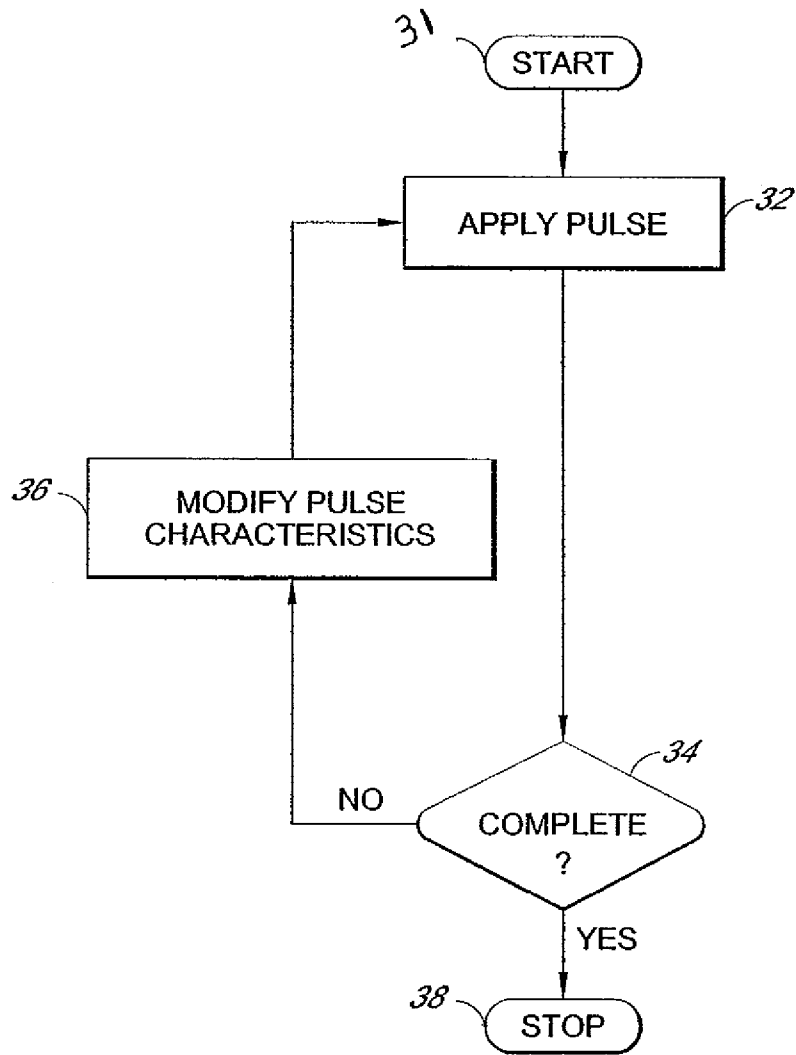 31
START
APPLY PULSE
32
36
MODIFY PULSE
CHARACTERISTICS
34
NO
COMPLETE
?
YES
38
STOP